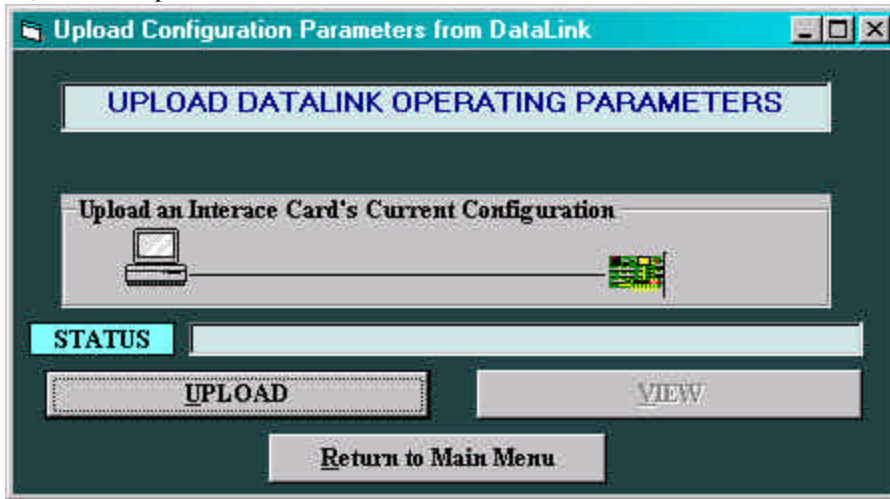 Upload Configuration Parameters from DataLink
UPLOAD DATALINK OPERATING PARAMETERS
Upload an Interace Card's Current Configuration
STATUS
UPLOAD VIEW
Return to Main Menu